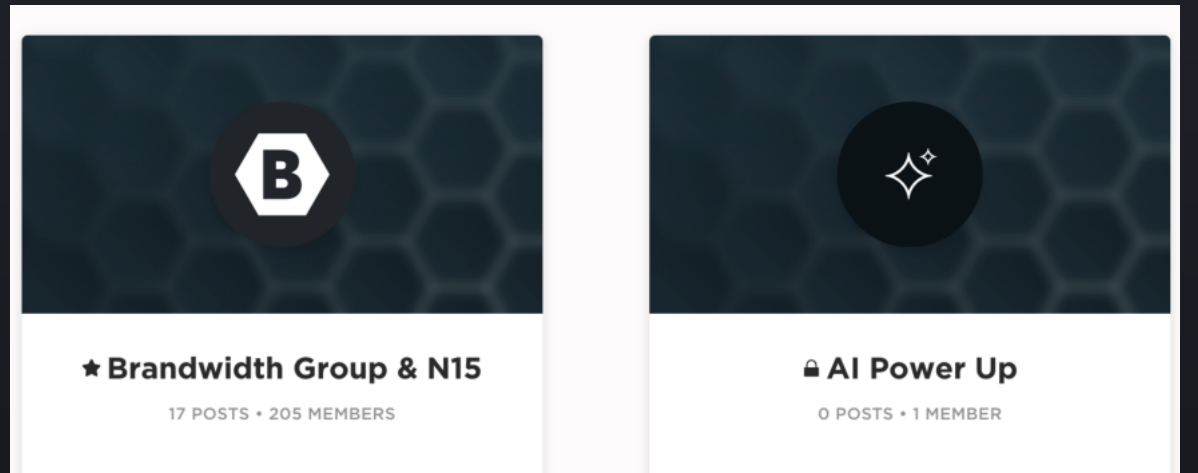 B
Brandwidth Group & N15
17 POSTS • 205 MEMBERS
AI Power Up
0 POSTS • 1 MEMBER